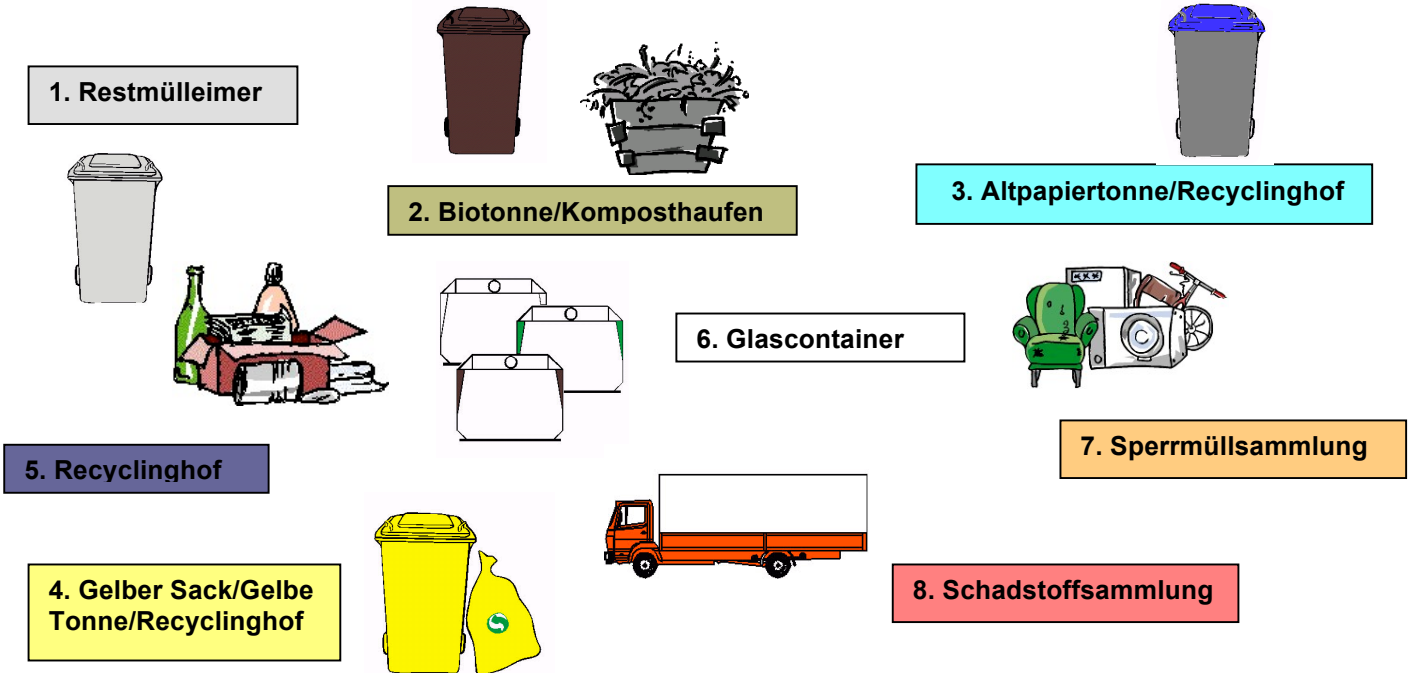 1. Restmülleimer
2. Biotonne/Komposthaufen
3. Altpapiertonne/Recyclinghof
6. Glascontainer
7. Sperrmüllsammlung
5. Recyclinghof
4. Gelber Sack/Gelbe
Tonne/Recyclinghof
8. Schadstoffsammlung